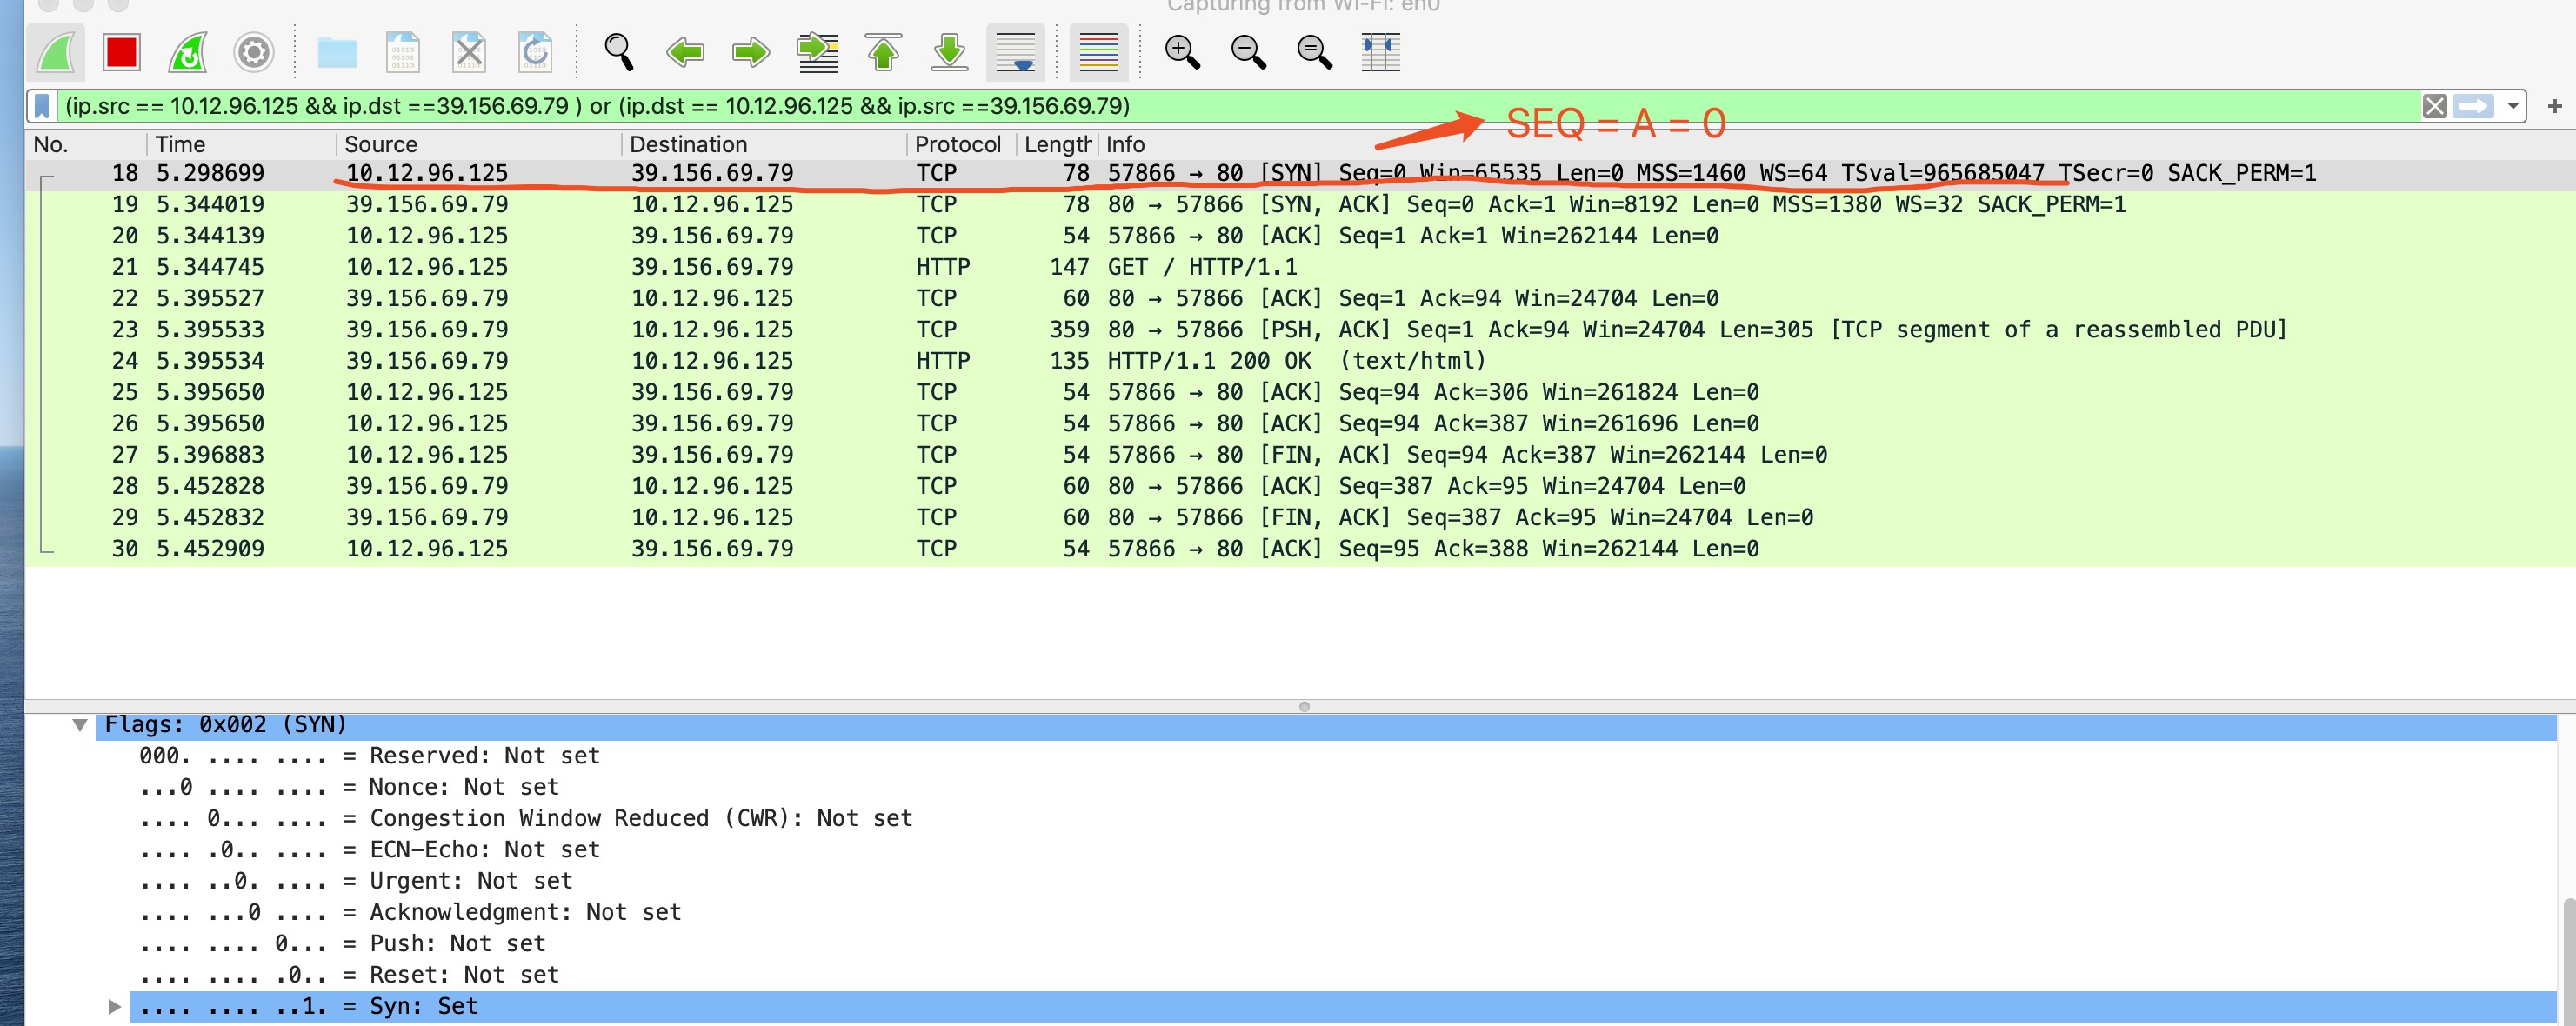 Capturing from Wi-Fi: en0
(ip.src == 10.12.96.125 && ip.dst ==39.156.69.79 ) or (ip.dst == 10.12.96.125 && ip.src ==39.156.69.79)
SEQ = A = 0
No. Time Source Destination Protocol Length Info
18 5.298699 10.12.96.125 39.156.69.79 TCP 78 57866 → 80 [SYN] Seq=0 Win=65535 Len=0 MSS=1460 WS=64 TSval=965685047 TSecr=0 SACK_PERM=1
19 5.344019 39.156.69.79 10.12.96.125 TCP 78 80 → 57866 [SYN, ACK] Seq=0 Ack=1 Win=8192 Len=0 MSS=1380 WS=32 SACK_PERM=1
20 5.344139 10.12.96.125 39.156.69.79 TCP 54 57866 → 80 [ACK] Seq=1 Ack=1 Win=262144 Len=0
21 5.344745 10.12.96.125 39.156.69.79 HTTP 147 GET / HTTP/1.1
22 5.395527 39.156.69.79 10.12.96.125 TCP 60 80 → 57866 [ACK] Seq=1 Ack=94 Win=24704 Len=0
23 5.395533 39.156.69.79 10.12.96.125 TCP 359 80 → 57866 [PSH, ACK] Seq=1 Ack=94 Win=24704 Len=305 [TCP segment of a reassembled PDU]
24 5.395534 39.156.69.79 10.12.96.125 HTTP 135 HTTP/1.1 200 OK (text/html)
25 5.395650 10.12.96.125 39.156.69.79 TCP 54 57866 → 80 [ACK] Seq=94 Ack=306 Win=261824 Len=0
26 5.395650 10.12.96.125 39.156.69.79 TCP 54 57866 → 80 [ACK] Seq=94 Ack=387 Win=261696 Len=0
27 5.396883 10.12.96.125 39.156.69.79 TCP 54 57866 → 80 [FIN, ACK] Seq=94 Ack=387 Win=262144 Len=0
28 5.452828 39.156.69.79 10.12.96.125 TCP 60 80 → 57866 [ACK] Seq=387 Ack=95 Win=24704 Len=0
29 5.452832 39.156.69.79 10.12.96.125 TCP 60 80 → 57866 [FIN, ACK] Seq=387 Ack=95 Win=24704 Len=0
30 5.452909 10.12.96.125 39.156.69.79 TCP 54 57866 → 80 [ACK] Seq=95 Ack=388 Win=262144 Len=0
Flags: 0x002 (SYN)
000. .... .... = Reserved: Not set
...0 .... .... = Nonce: Not set
.... 0... .... = Congestion Window Reduced (CWR): Not set
.... .0.. .... = ECN-Echo: Not set
.... ..0. .... = Urgent: Not set
.... ...0 .... = Acknowledgment: Not set
.... .... 0... = Push: Not set
.... .... .0.. = Reset: Not set
.... .... ..1. = Syn: Set